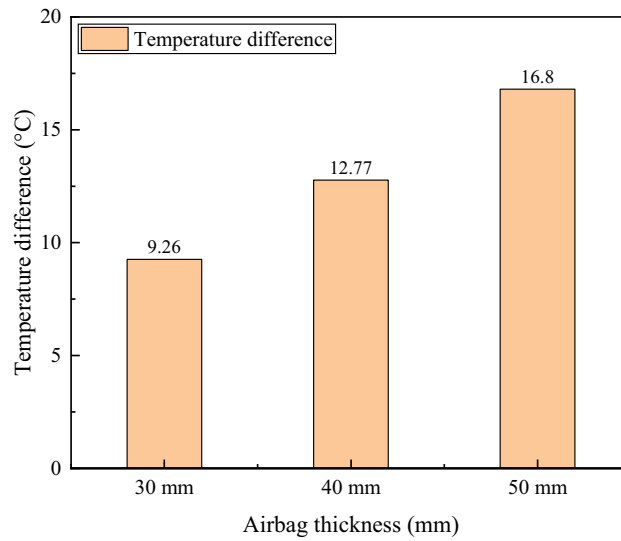 20
Temperature difference
16.8
15
12.77
10
9.26
5
0
Temperature difference (°C)
30 mm
40 mm
50 mm
Airbag thickness (mm)